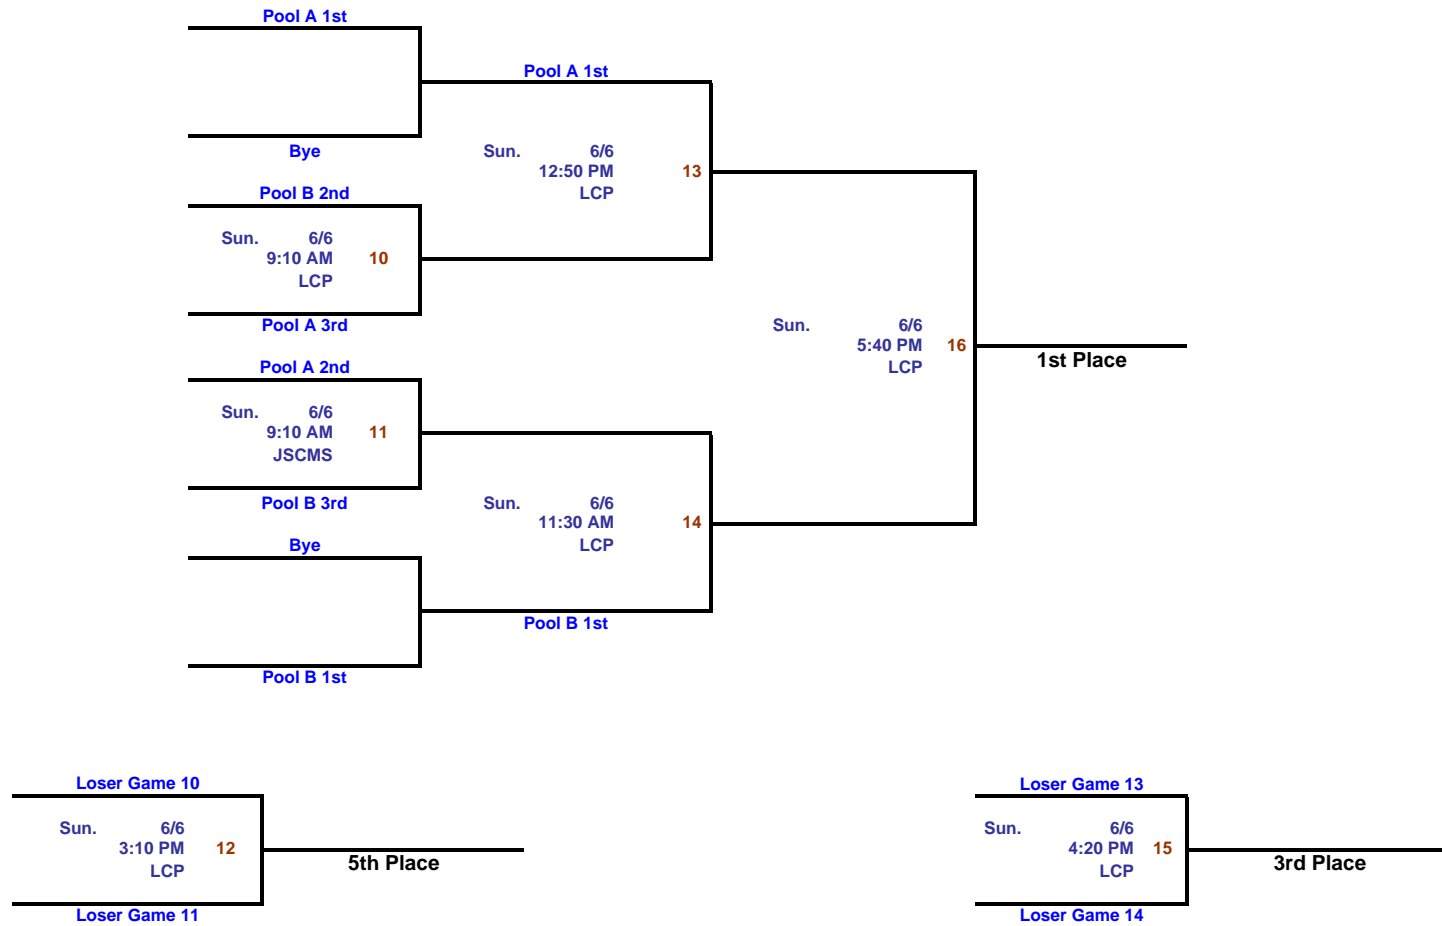 Pool A 1st
Pool A 1st
Bye
Sun. 6/6
12:50 PM 13
LCP
Pool B 2nd
Sun. 6/6
9:10 AM 10
LCP
Pool A 3rd
Sun. 6/6
5:40 PM 16
LCP
1st Place
Pool A 2nd
Sun. 6/6
9:10 AM 11
JSCMS
Pool B 3rd
Sun. 6/6
11:30 AM 14
LCP
Bye
Pool B 1st
Pool B 1st
Loser Game 10
Sun. 6/6
3:10 PM 12
LCP
5th Place
Loser Game 11
Loser Game 13
Sun. 6/6
4:20 PM 15
LCP
3rd Place
Loser Game 14